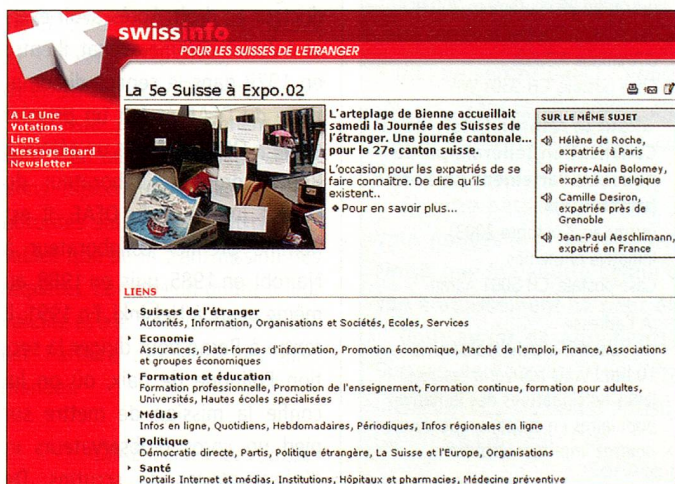 swissinfo
POUR LES SUISSES DE L'ETRANGER
A La Une
Votations
Liens
Message Board
Newsletter
La 5e Suisse à Expo.02
L'arteplage de Bienne accueillait
samedi la Journée des Suisses de
l'étranger. Une journée cantonale...
pour le 27e canton suisse.
L'occasion pour les expatriés de se
faire connaître. De dire qu'ils
existent..
Pour en savoir plus...
SUR LE MÊME SUJET
Hélène de Roche,
expatriée à Paris
Pierre-Alain Bolomey,
expatrié en Belgique
Camille Desiron,
expatriée près de
Grenoble
Jean-Paul Aeschlimann,
expatrié en France
LIENS
Suisses de l'étranger
Autorités, Information, Organisations et Sociétés, Ecoles, Services
Economie
Assurances, Plate-formes d'information, Promotion économique, Marché de l'emploi, Finance, Associations
et groupes économiques
Formation et éducation
Formation professionnelle, Promotion de l'enseignement, Formation continue, formation pour adultes,
Universités, Hautes écoles specialisées
Médias
Infos en ligne, Quotidiens, Hebdomadaires, Périodiques, Infos régionales en ligne
Politique
Démocratie directe, Partis, Politique étrangère, La Suisse et l'Europe, Organisations
Santé
Portails Internet et médias, Institutions, Hôpitaux et pharmacies, Médecine préventive